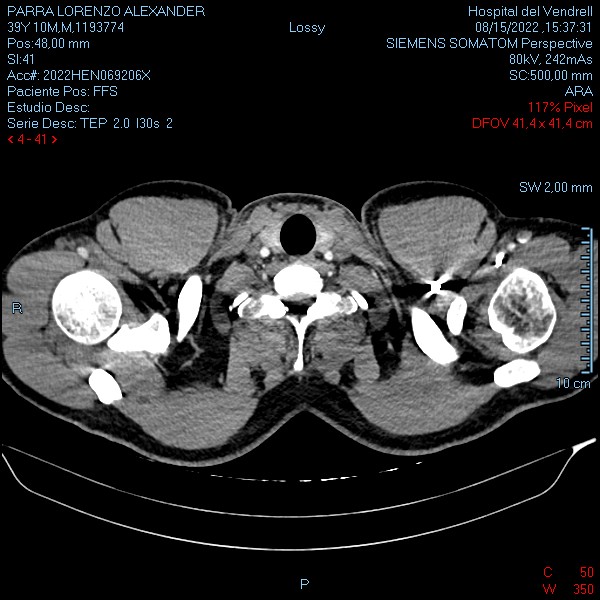 PARRA LORENZO ALEXANDER
39Y 10M,M,1193774
Pos:48,00 mm
SI:41
Acc#: 2022HEN069206X
Paciente Pos: FFS
Estudio Desc:
Serie Desc: TEP 2.0 I30s 2
< 4 - 41 >
Lossy
Hospital del Vendrell
08/15/2022 ,15:37:31
SIEMENS SOMATOM Perspective
80kV, 242mAs
SC:500,00 mm
ARA
117% Pixel
DFOV 41,4 x 41,4 cm
SW 2,00 mm
R
10 cm
P
C 50
W 350